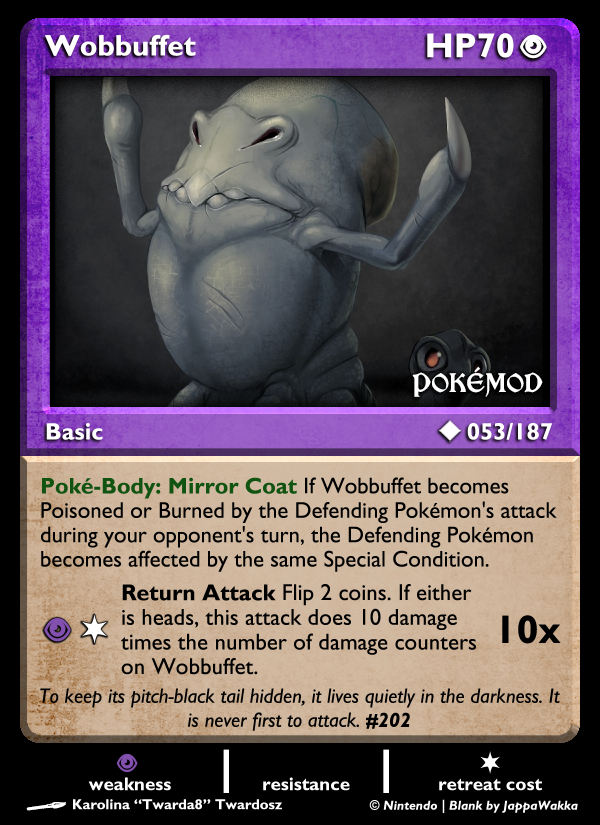 Wobbuffet HP70
POKÉMOD
Basic ◆ 053/187
Poké-Body: Mirror Coat If Wobbuffet becomes
Poisoned or Burned by the Defending Pokémon's attack
during your opponent's turn, the Defending Pokémon
becomes affected by the same Special Condition.
Return Attack Flip 2 coins. If either
is heads, this attack does 10 damage
times the number of damage counters
on Wobbuffet.
10x
To keep its pitch-black tail hidden, it lives quietly in the darkness. It
is never first to attack. #202
weakness resistance retreat cost
Karolina “Twarda8” Twardosz © Nintendo | Blank by JappaWakka